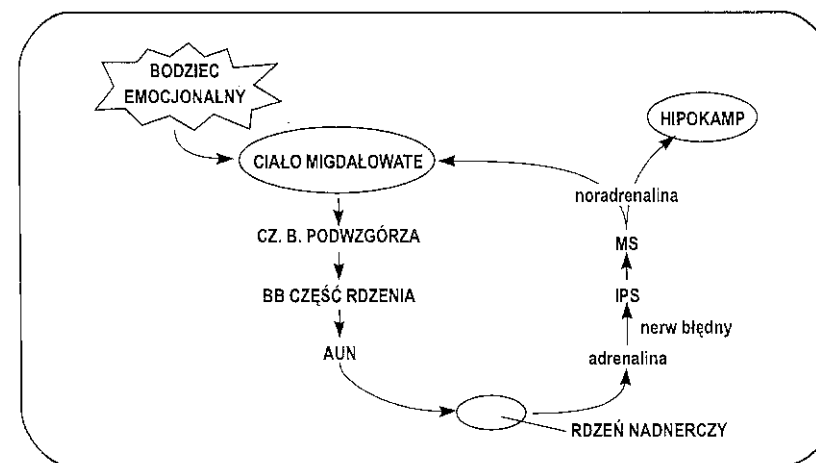 BODZIEC
EMOCJONALNY
HIPOKAMP
CIAŁO MIGDAŁOWATE
noradrenalina
CZ. B. PODWZGÓRZA
MS
BB CZĘŚĆ RDZENIA
IPS
nerw błędny
AUN
adrenalina
RDZEŃ NADNERCZY